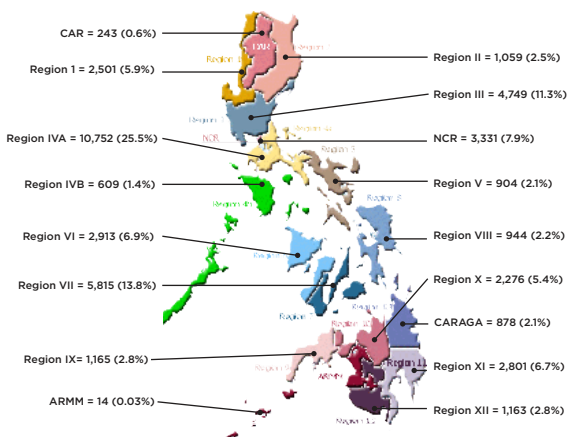 CAR = 243 (0.6%)
Region 1 = 2,501 (5.9%)
Region IVA = 10,752 (25.5%)
Region IVB = 609 (1.4%)
Region VI = 2,913 (6.9%)
Region VII = 5,815 (13.8%)
Region IX= 1,165 (2.8%)
ARMM = 14 (0.03%)
Region II = 1,059 (2.5%)
Region III = 4,749 (11.3%)
NCR = 3,331 (7.9%)
Region V = 904 (2.1%)
Region VIII = 944 (2.2%)
Region X = 2,276 (5.4%)
CARAGA = 878 (2.1%)
Region XI = 2,801 (6.7%)
Region XII = 1,163 (2.8%)
CAR
NCR
ARMM